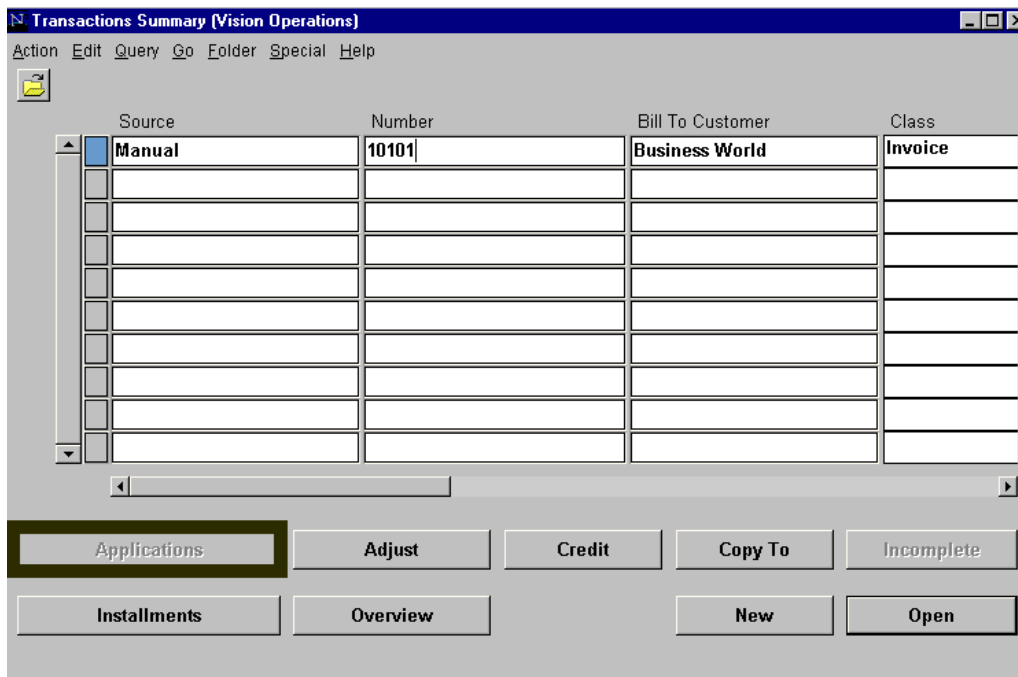 Transactions Summary (Vision Operations)
Action Edit Query Go Folder Special Help
Source Number Bill To Customer Class
Manual 10101 Business World Invoice
Applications Adjust Credit Copy To Incomplete
Installments Overview New Open